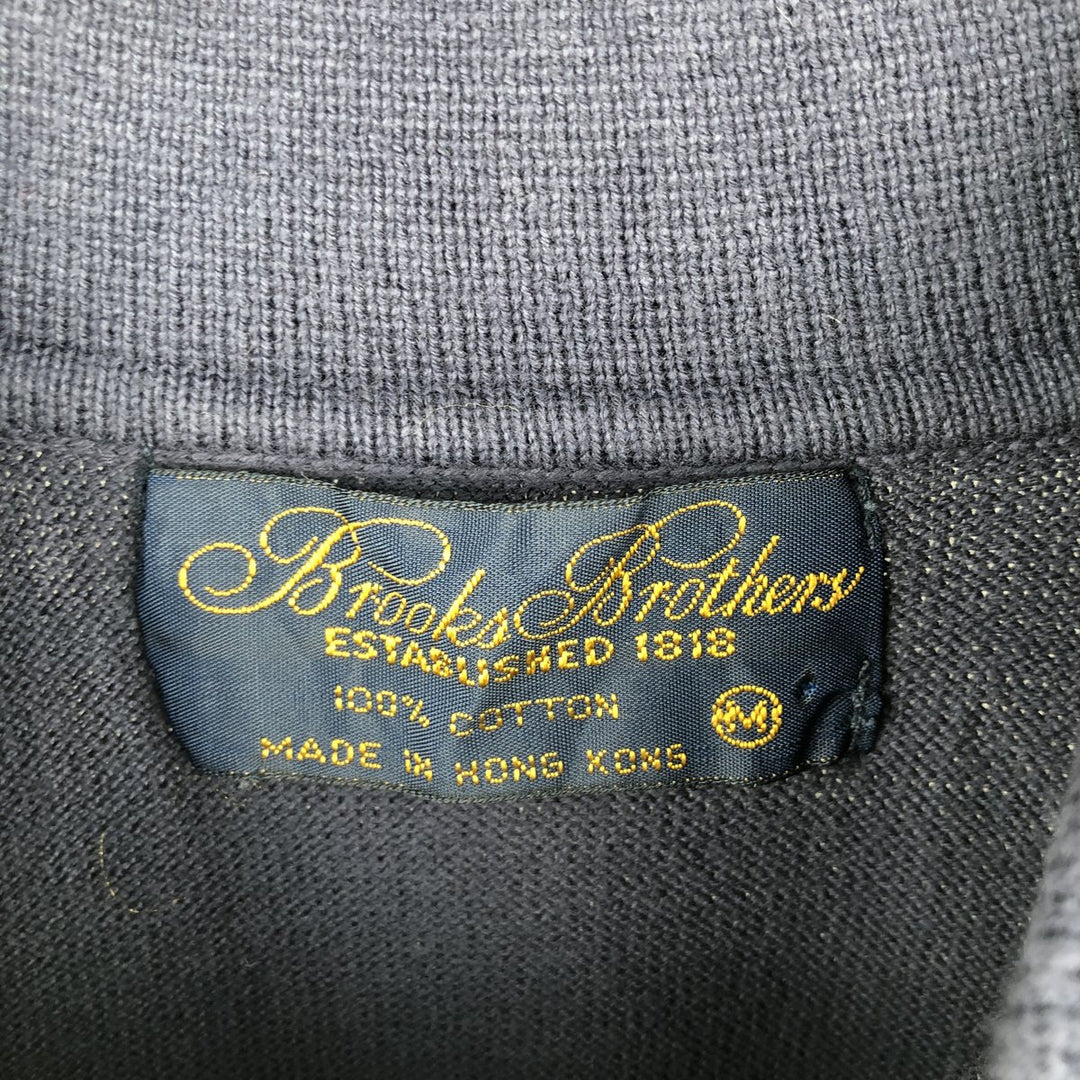 Brooks Brothers
ESTABLISHED 1818
100% COTTON
M
MADE IN HONG KONG